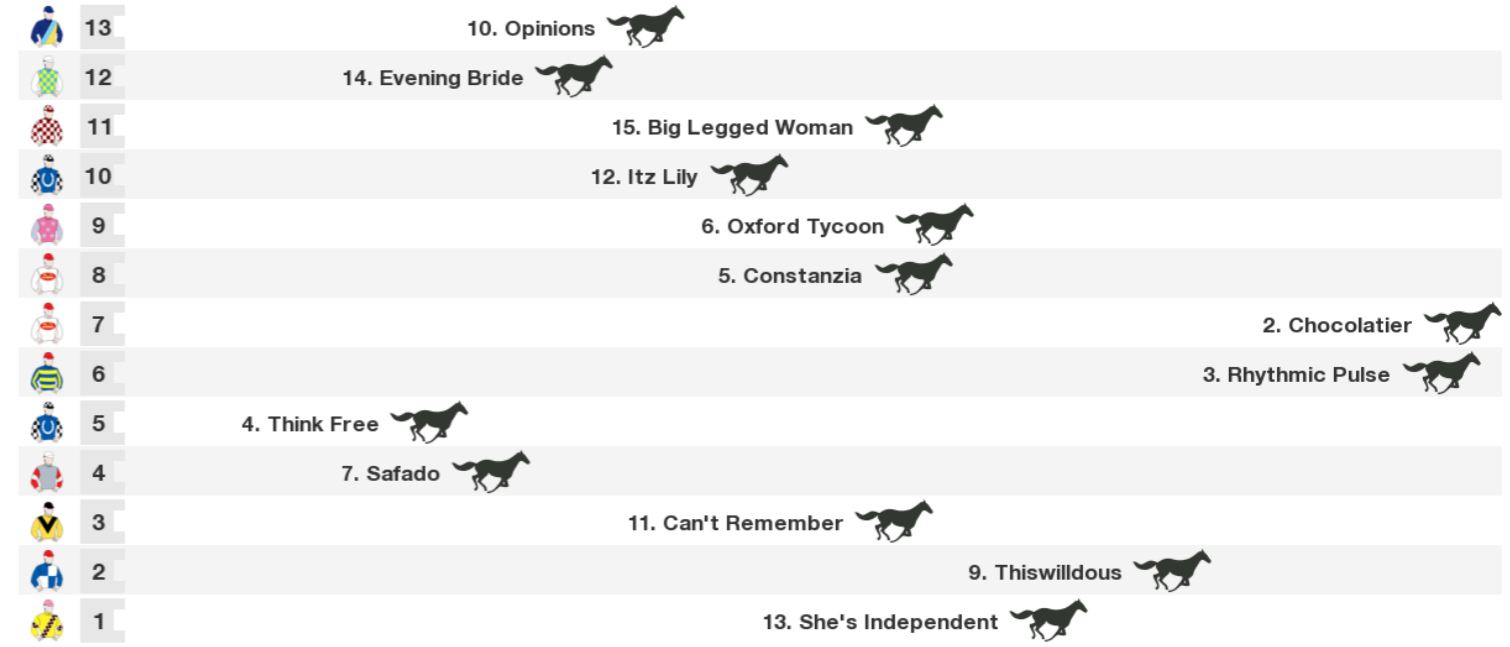 13 10. Opinions
12 14. Evening Bride
11 15. Big Legged Woman
10 12. Itz Lily
9 6. Oxford Tycoon
8 5. Constanzia
7 2. Chocolatier
6 3. Rhythmic Pulse
5 4. Think Free
4 7. Safado
3 11. Can't Remember
2 9. Thiswilldous
1 13. She's Independent